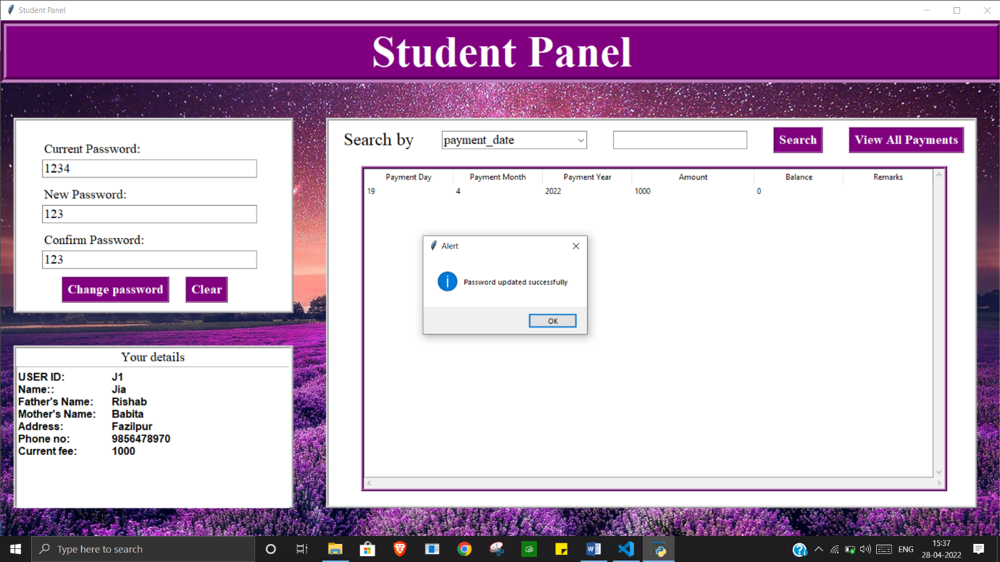 Student Panel
Student Panel
Current Password:
1234
New Password:
123
Confirm Password:
123
Change password Clear
Your details
USER ID: J1
Name:: Jia
Father's Name: Rishab
Mother's Name: Babita
Address: Fazilpur
Phone no: 9856478970
Current fee: 1000
Search by payment_date Search View All Payments
Payment Day Payment Month Payment Year Amount Balance Remarks
19 4 2022 1000 0
Alert
Password updated successfully
OK
Type here to search
ENG
15:37
28-04-2022